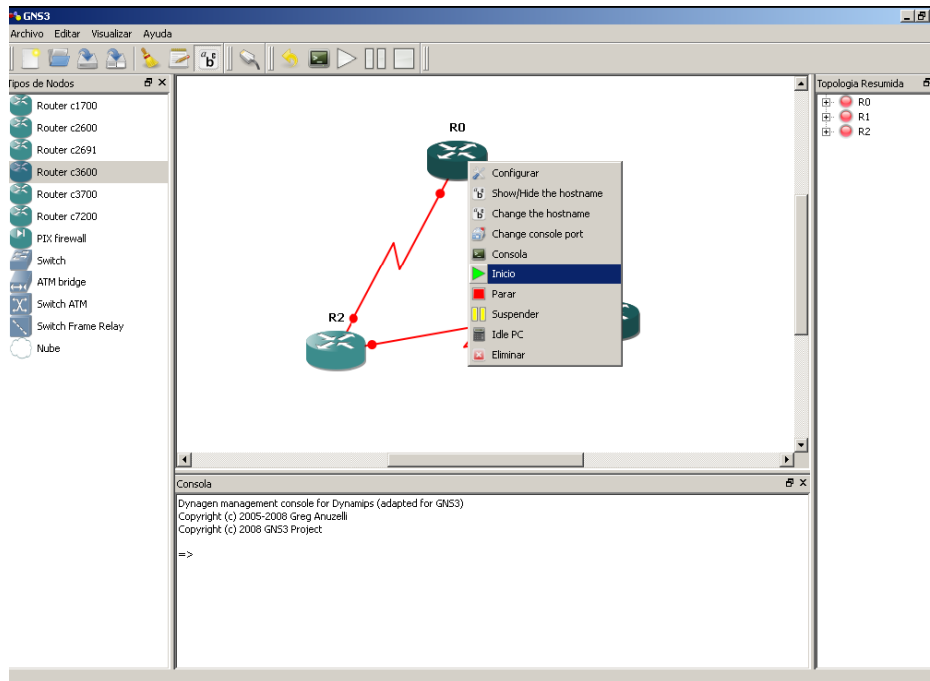 GNS3
Archivo Editar Visualizar Ayuda
Tipos de Nodos
Router c1700
Router c2600
Router c2691
Router c3600
Router c3700
Router c7200
PIX firewall
Switch
ATM bridge
Switch ATM
Switch Frame Relay
Nube
R0
R2
Configurar
Show/Hide the hostname
Change the hostname
Change console port
Consola
Inicio
Parar
Suspender
Idle PC
Eliminar
Topologia Resumida
R0
R1
R2
Consola
Dynagen management console for Dynamips (adapted for GNS3)
Copyright (c) 2005-2008 Greg Anuzelli
Copyright (c) 2008 GNS3 Project
=>